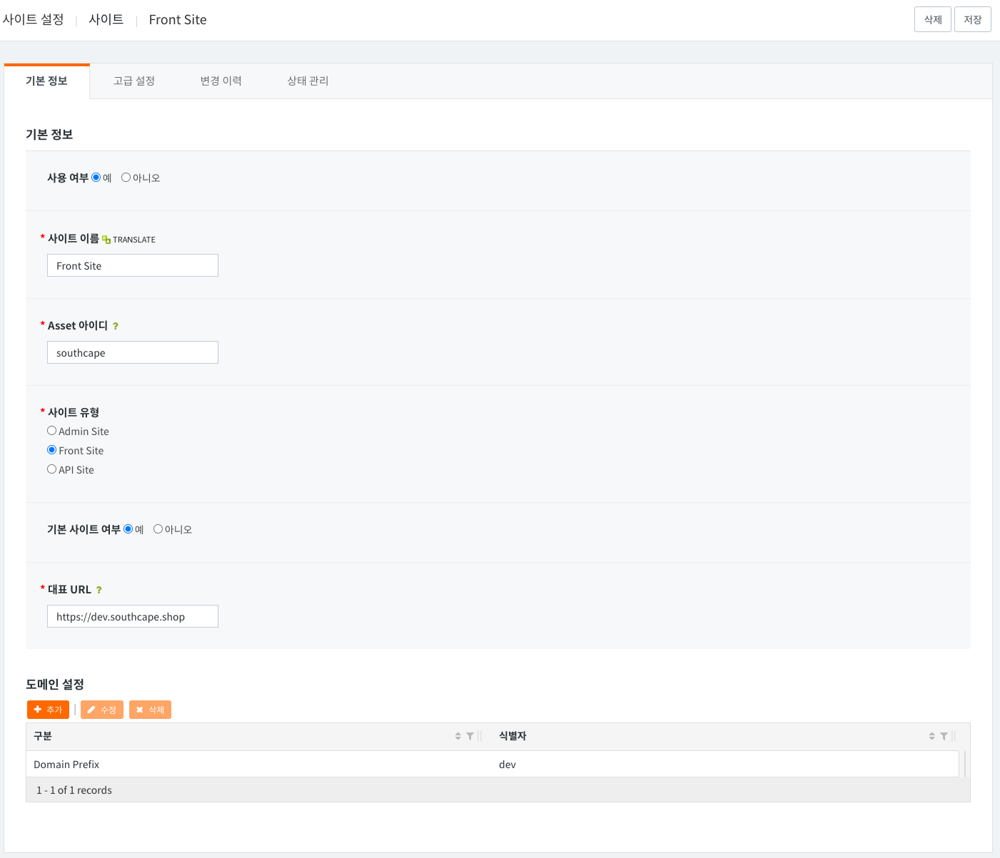 사이트 설정 | 사이트 | Front Site
삭제 저장
기본 정보 고급 설정 변경 이력 상태 관리
기본 정보
사용 여부 예 아니오
* 사이트 이름 TRANSLATE
Front Site
* Asset 아이디 ?
southcape
* 사이트 유형
Admin Site
Front Site
API Site
기본 사이트 여부 예 아니오
* 대표 URL ?
https://dev.southcape.shop
도메인 설정
추가 | 수정 삭제
구분 식별자
Domain Prefix dev
1 - 1 of 1 records